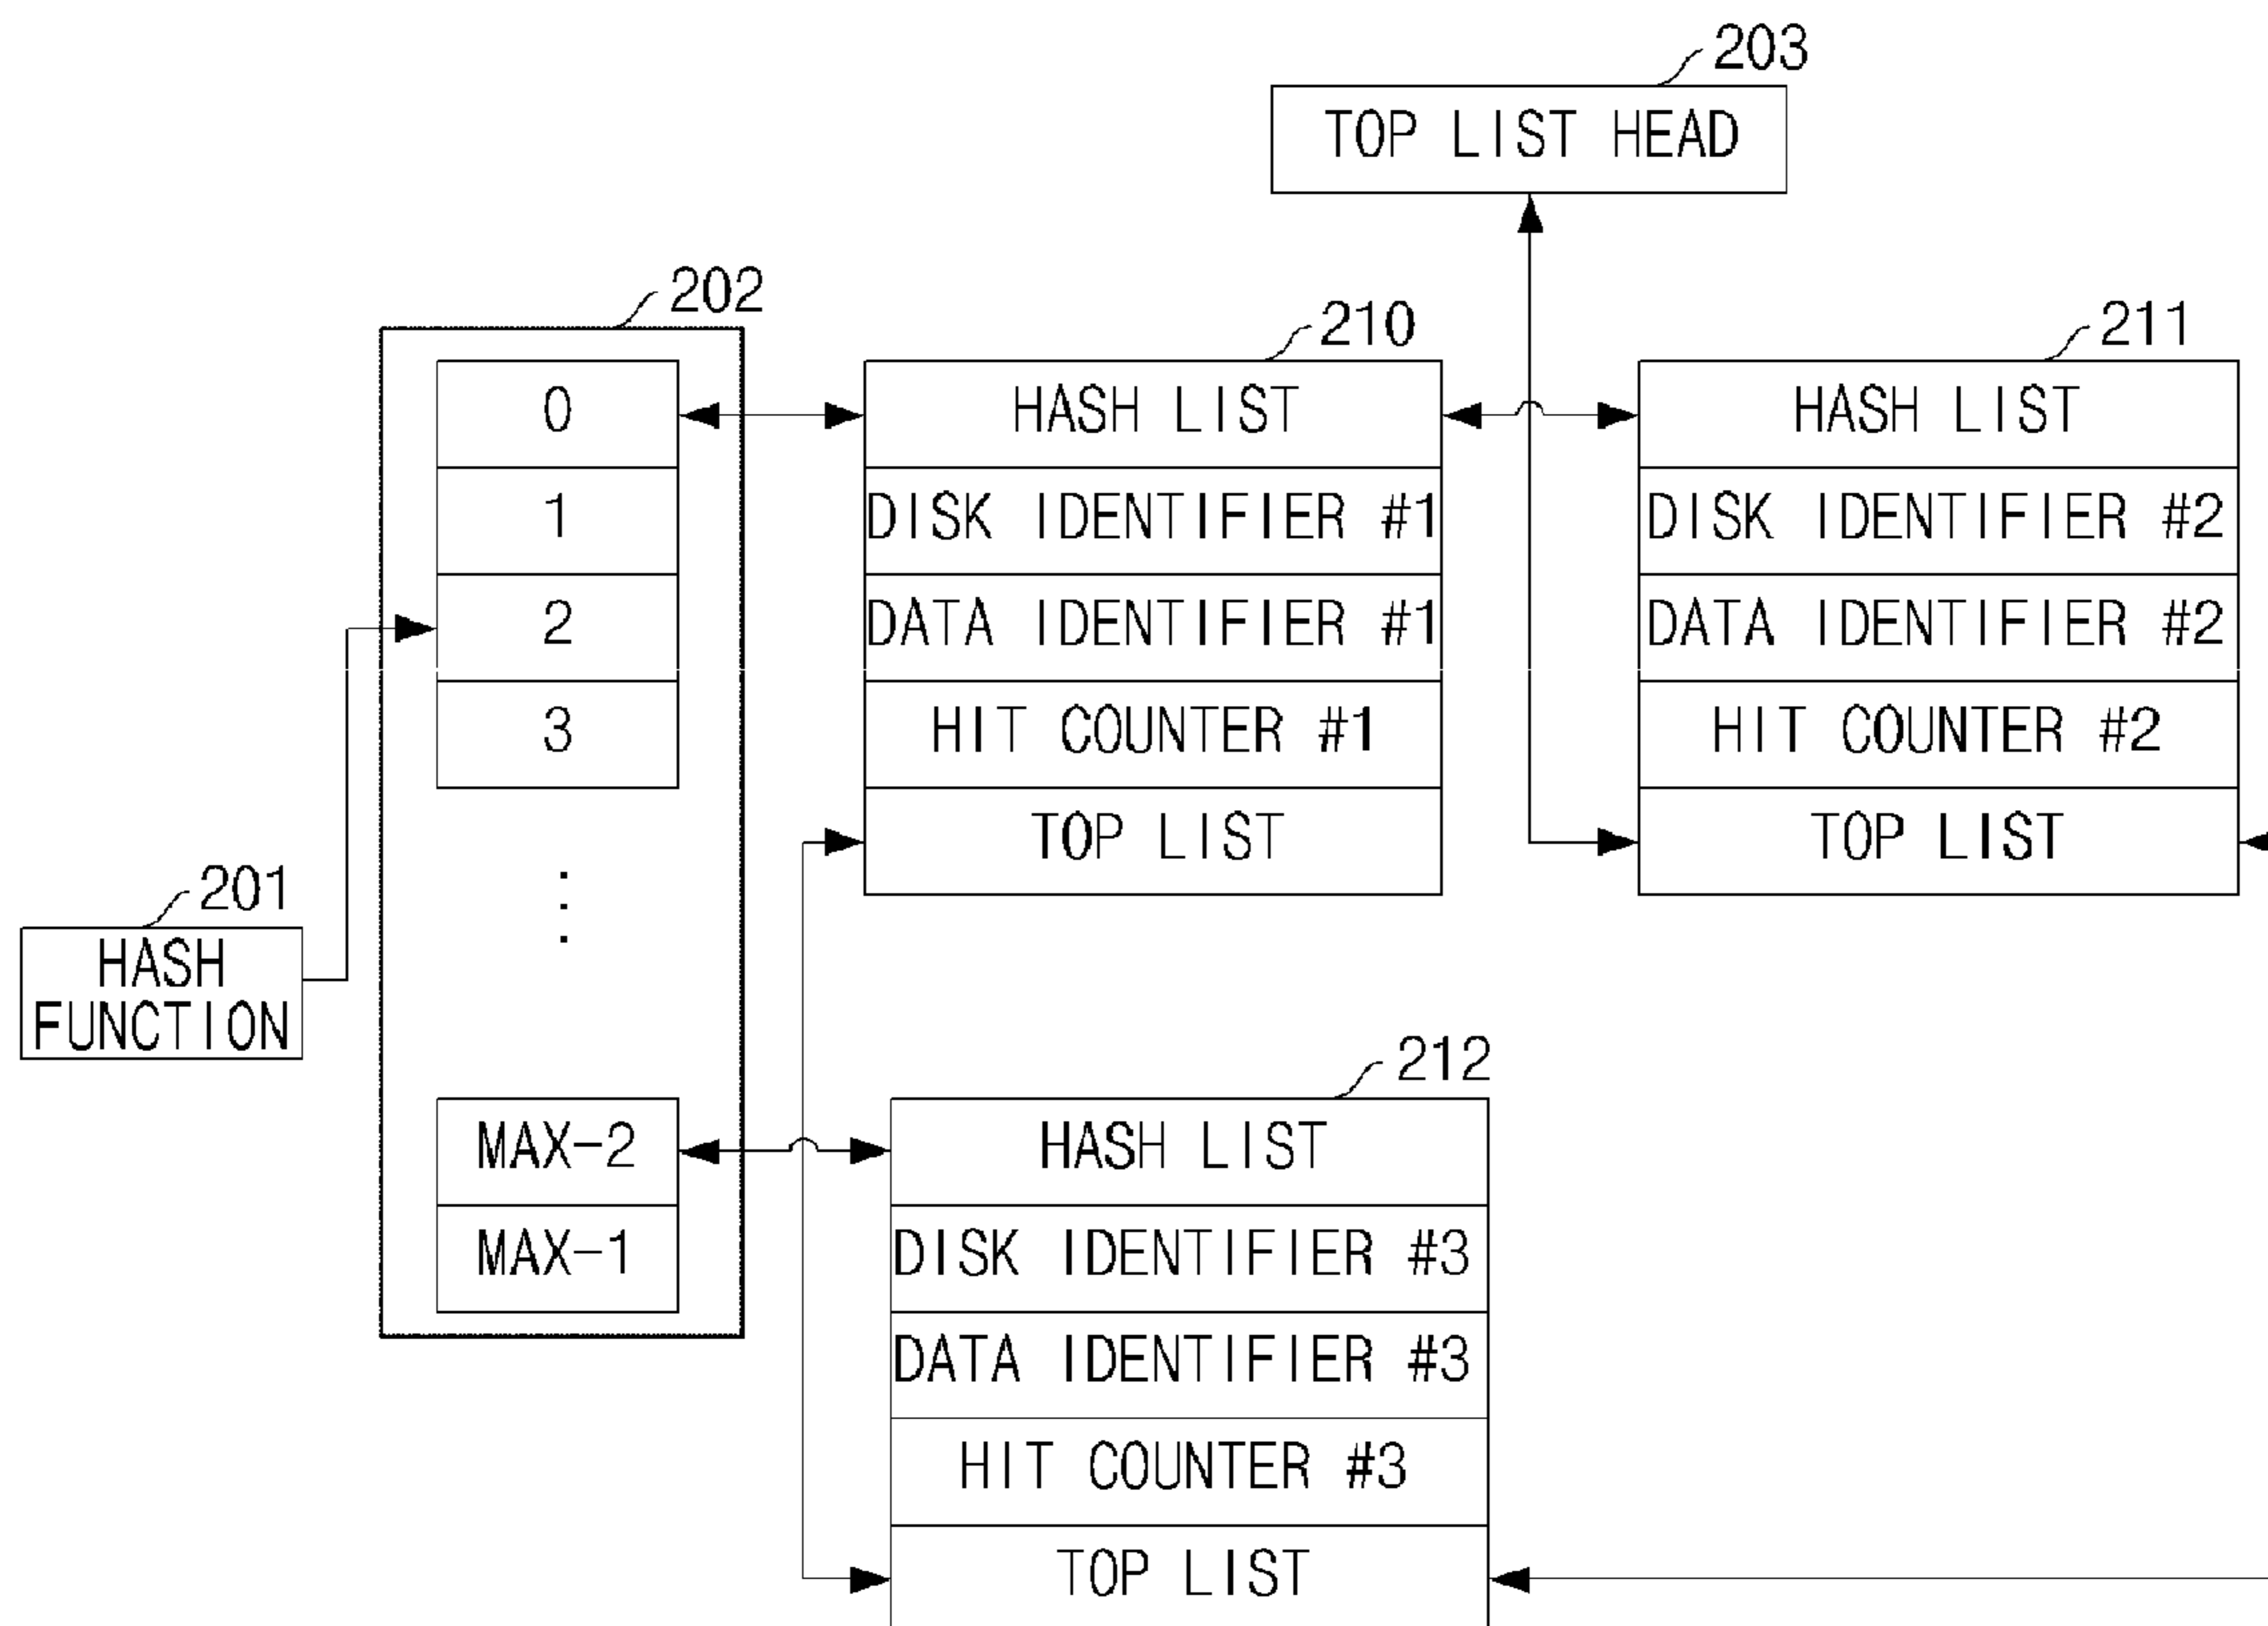 203
TOP LIST HEAD
202
0
1
2
3
MAX-2
MAX-1
201
HASH
FUNCTION
210
HASH LIST
DISK IDENTIFIER #1
DATA IDENTIFIER #1
HIT COUNTER #1
TOP LIST
211
HASH LIST
DISK IDENTIFIER #2
DATA IDENTIFIER #2
HIT COUNTER #2
TOP LIST
212
HASH LIST
DISK IDENTIFIER #3
DATA IDENTIFIER #3
HIT COUNTER #3
TOP LIST